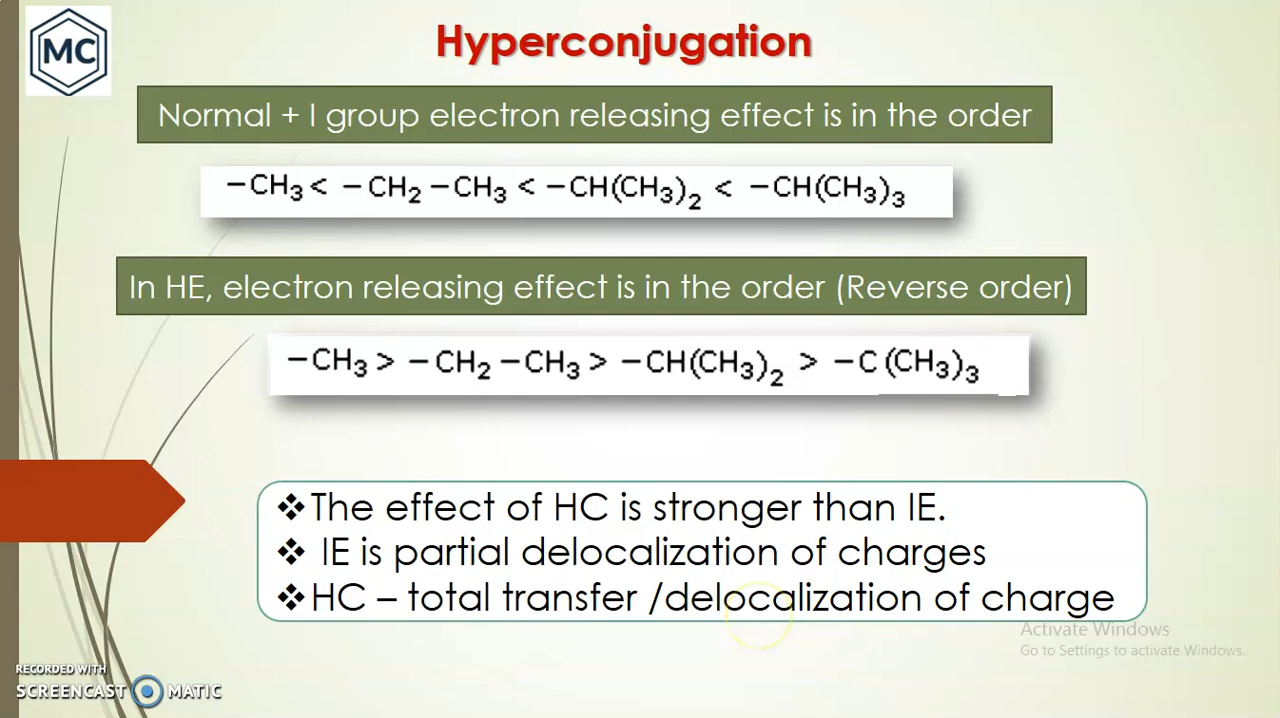 MC
Hyperconjugation
Normal + I group electron releasing effect is in the order
−CH₃ < −CH₂−CH₃ < −CH(CH₃)₂ < −CH(CH₃)₃
In HE, electron releasing effect is in the order (Reverse order)
−CH₃ > −CH₂−CH₃ > −CH(CH₃)₂ > −C(CH₃)₃
❖The effect of HC is stronger than IE.
❖ IE is partial delocalization of charges
❖HC – total transfer /delocalization of charge
Activate Windows
Go to Settings to activate Windows.
RECORDED WITH
SCREENCAST MATIC